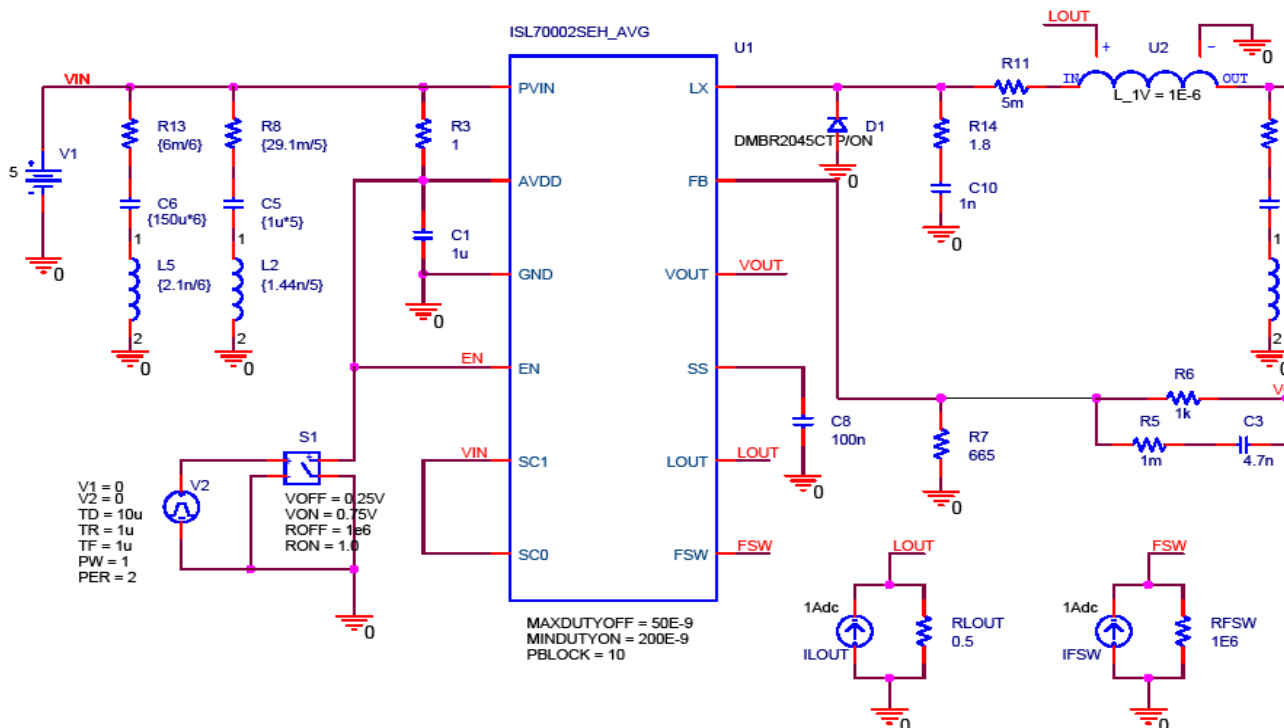 ISL70002SEH_AVG
U1
LOUT
+
-
0
U2
R11
5m
IN
OUT
L_1V = 1E-6
VIN
PVIN
LX
R13
{6m/6}
R8
{29.1m/5}
R3
1
D1
DMBR2045CTP/ON
0
R14
1.8
5
V1
+
-
0
AVDD
FB
C6
{150u*6}
C5
{1u*5}
C10
1n
0
1
1
1
C1
1u
L5
{2.1n/6}
L2
{1.44n/5}
GND
VOUT
VOUT
0
2
0
2
0
2
0
EN
EN
SS
R6
1k
C8
100n
0
R7
665
0
R5
1m
C3
4.7n
S1
VIN
SC1
LOUT
LOUT
V2
V1 = 0
V2 = 0
TD = 10u
TR = 1u
TF = 1u
PW = 1
PER = 2
VOFF = 0.25V
VON = 0.75V
ROFF = 1e6
RON = 1.0
SC0
FSW
FSW
0
MAXDUTYOFF = 50E-9
MINDUTYON = 200E-9
PBLOCK = 10
LOUT
1Adc
ILOUT
RLOUT
0.5
0
FSW
1Adc
IFSW
RFSW
1E6
0